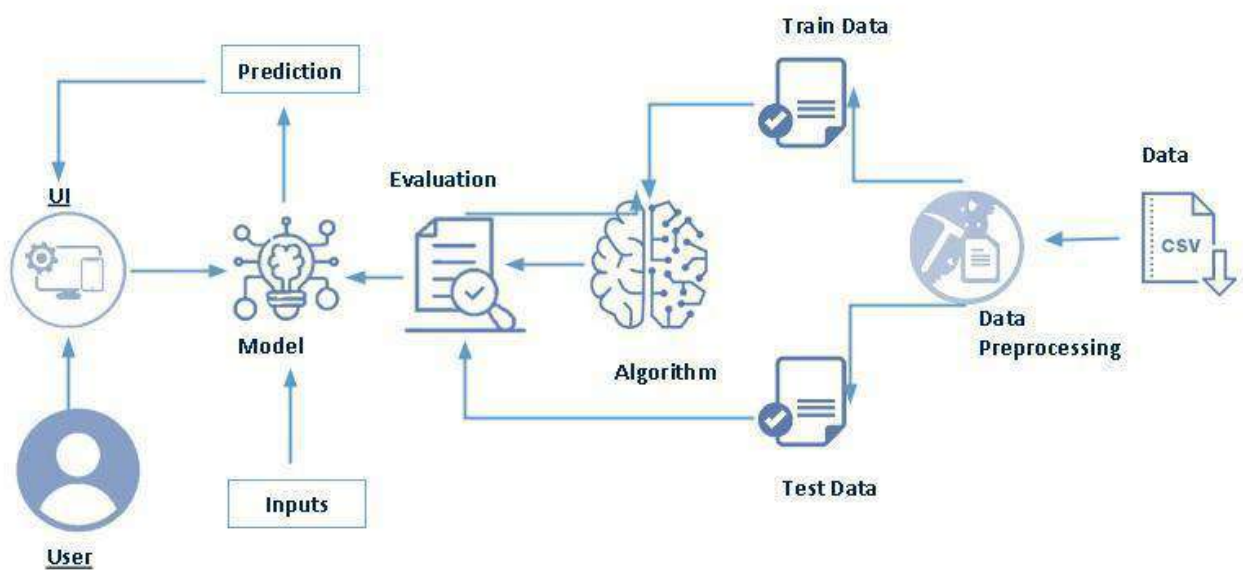 Train Data
Prediction
Data
Evaluation
UI
CSV
Model
Data
Preprocessing
Algorithm
Inputs
Test Data
User